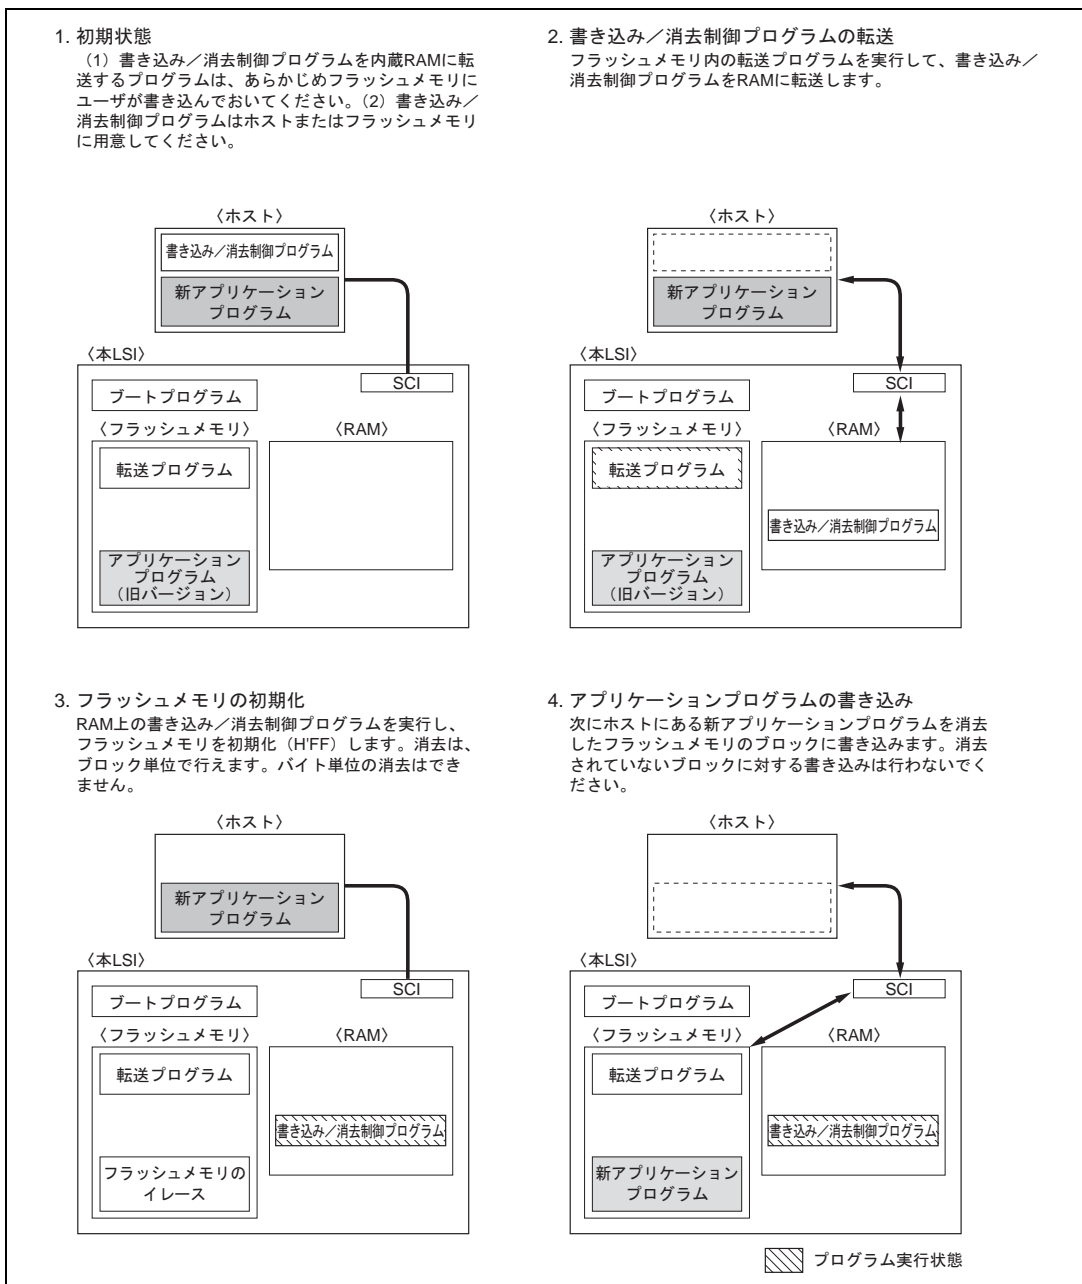 1. 初期状態
（1）書き込み／消去制御プログラムを内蔵RAMに転
送するプログラムは、あらかじめフラッシュメモリに
ユーザが書き込んでおいてください。（2）書き込み／
消去制御プログラムはホストまたはフラッシュメモリ
に用意してください。
〈ホスト〉
書き込み／消去制御プログラム
新アプリケーション
プログラム
〈本LSI〉
SCI
ブートプログラム
〈フラッシュメモリ〉
〈RAM〉
転送プログラム
アプリケーション
プログラム
（旧バージョン）
2. 書き込み／消去制御プログラムの転送
フラッシュメモリ内の転送プログラムを実行して、書き込み／
消去制御プログラムをRAMに転送します。
〈ホスト〉
新アプリケーション
プログラム
〈本LSI〉
SCI
ブートプログラム
〈フラッシュメモリ〉
〈RAM〉
転送プログラム
書き込み／消去制御プログラム
アプリケーション
プログラム
（旧バージョン）
3. フラッシュメモリの初期化
RAM上の書き込み／消去制御プログラムを実行し、
フラッシュメモリを初期化（H'FF）します。消去は、
ブロック単位で行えます。バイト単位の消去はでき
ません。
〈ホスト〉
新アプリケーション
プログラム
〈本LSI〉
SCI
ブートプログラム
〈フラッシュメモリ〉
〈RAM〉
転送プログラム
書き込み／消去制御プログラム
フラッシュメモリの
イレース
4. アプリケーションプログラムの書き込み
次にホストにある新アプリケーションプログラムを消去
したフラッシュメモリのブロックに書き込みます。消去
されていないブロックに対する書き込みは行わないでく
ださい。
〈ホスト〉
〈本LSI〉
SCI
ブートプログラム
〈フラッシュメモリ〉
〈RAM〉
転送プログラム
書き込み／消去制御プログラム
新アプリケーション
プログラム
プログラム実行状態